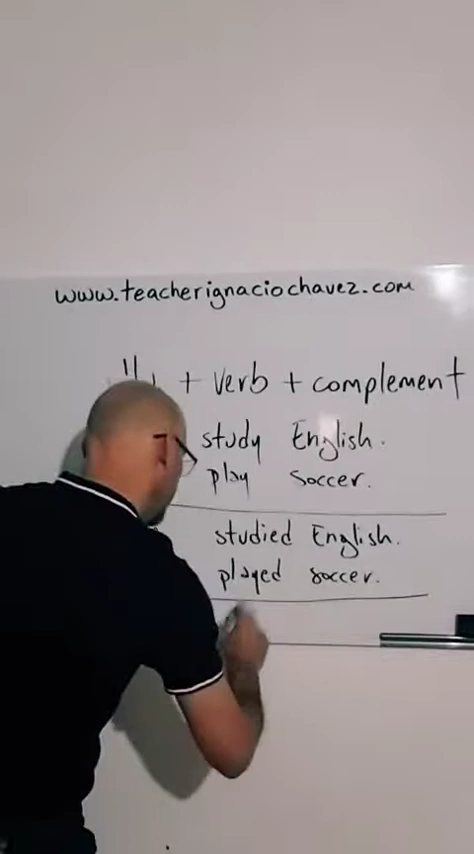 www.teacherignaciochavez.com
+ verb + complement
study English.
play soccer.
studied English.
played soccer.